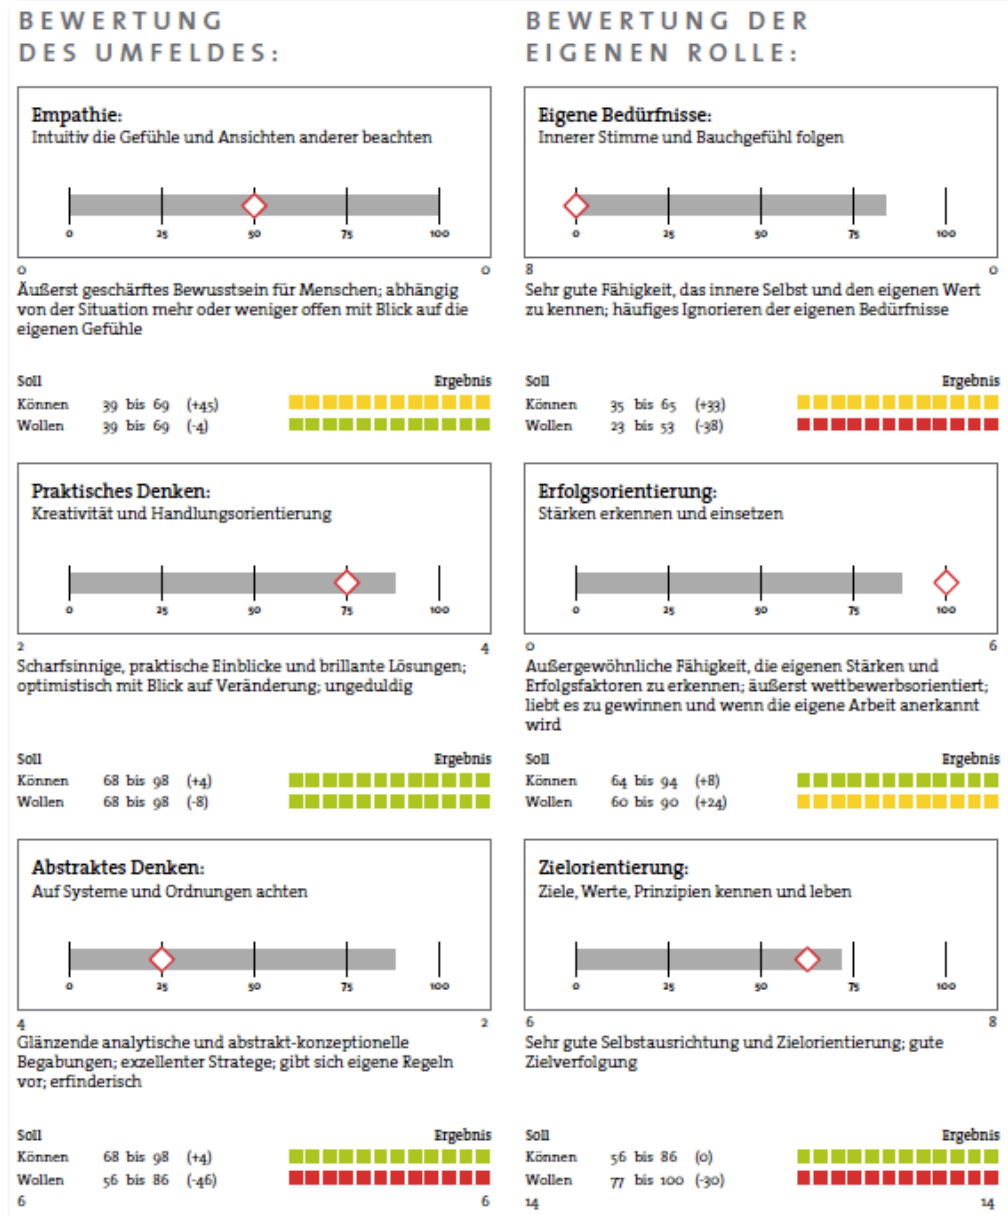 BEWERTUNG
DES UMFELDES:
Empathie:
Intuitiv die Gefühle und Ansichten anderer beachten
0 25 50 75 100
0 0
Äußerst geschärftes Bewusstsein für Menschen; abhängig
von der Situation mehr oder weniger offen mit Blick auf die
eigenen Gefühle
Soll Ergebnis
Können 39 bis 69 (+45)
Wollen 39 bis 69 (-4)
Praktisches Denken:
Kreativität und Handlungsorientierung
0 25 50 75 100
2 4
Scharfsinnige, praktische Einblicke und brillante Lösungen;
optimistisch mit Blick auf Veränderung; ungeduldig
Soll Ergebnis
Können 68 bis 98 (+4)
Wollen 68 bis 98 (-8)
Abstraktes Denken:
Auf Systeme und Ordnungen achten
0 25 50 75 100
4 2
Glänzende analytische und abstrakt-konzeptionelle
Begabungen; exzellenter Stratege; gibt sich eigene Regeln
vor; erfinderisch
Soll Ergebnis
Können 68 bis 98 (+4)
Wollen 56 bis 86 (-46)
6 6
BEWERTUNG DER
EIGENEN ROLLE:
Eigene Bedürfnisse:
Innerer Stimme und Bauchgefühl folgen
0 25 50 75 100
8 0
Sehr gute Fähigkeit, das innere Selbst und den eigenen Wert
zu kennen; häufiges Ignorieren der eigenen Bedürfnisse
Soll Ergebnis
Können 35 bis 65 (+33)
Wollen 23 bis 53 (-38)
Erfolgsorientierung:
Stärken erkennen und einsetzen
0 25 50 75 100
0 6
Außergewöhnliche Fähigkeit, die eigenen Stärken und
Erfolgsfaktoren zu erkennen; äußerst wettbewerbsorientiert;
liebt es zu gewinnen und wenn die eigene Arbeit anerkannt
wird
Soll Ergebnis
Können 64 bis 94 (+8)
Wollen 60 bis 90 (+24)
Zielorientierung:
Ziele, Werte, Prinzipien kennen und leben
0 25 50 75 100
6 8
Sehr gute Selbstausrichtung und Zielorientierung; gute
Zielverfolgung
Soll Ergebnis
Können 56 bis 86 (0)
Wollen 77 bis 100 (-30)
14 14